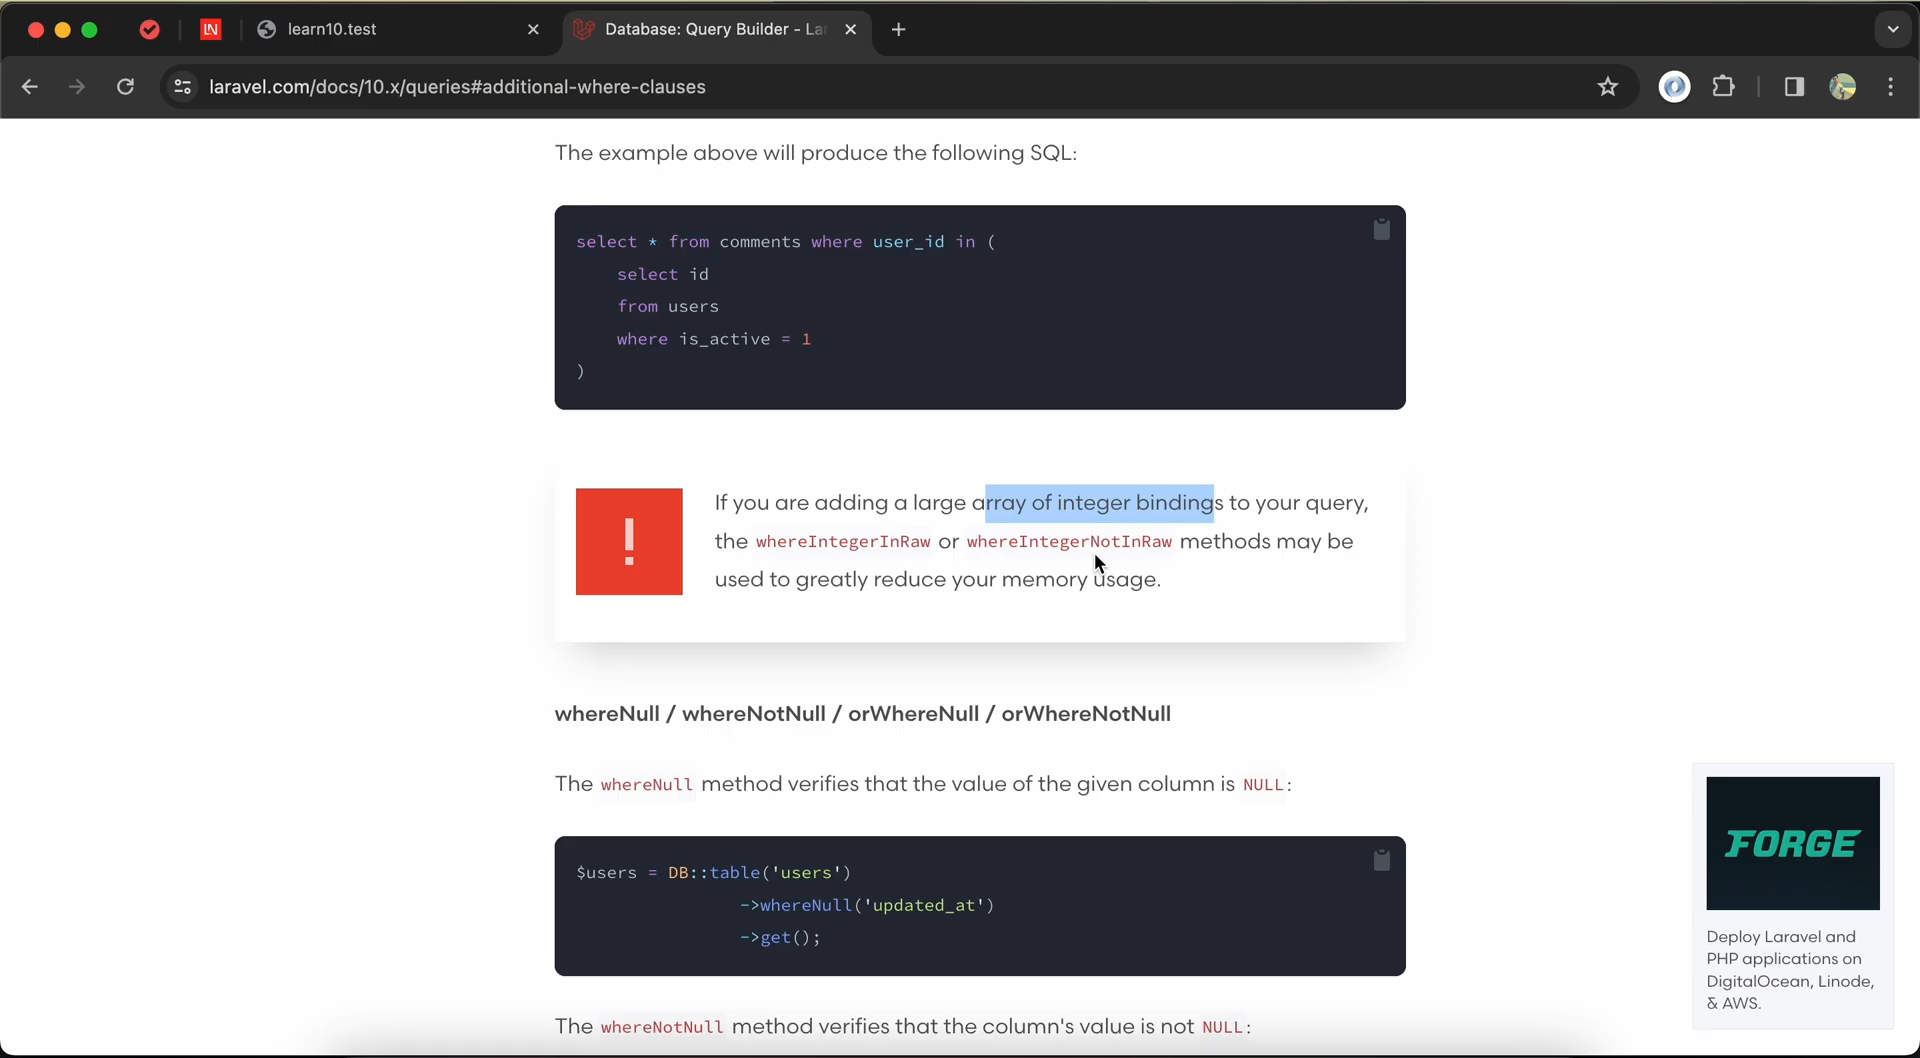 LN
learn10.test
Database: Query Builder - La
laravel.com/docs/10.x/queries#additional-where-clauses
The example above will produce the following SQL:
select * from comments where user_id in (
    select id
    from users
    where is_active = 1
)
!
If you are adding a large array of integer bindings to your query,
the whereIntegerInRaw or whereIntegerNotInRaw methods may be
used to greatly reduce your memory usage.
whereNull / whereNotNull / orWhereNull / orWhereNotNull
The whereNull method verifies that the value of the given column is NULL:
$users = DB::table('users')
                ->whereNull('updated_at')
                ->get();
The whereNotNull method verifies that the column's value is not NULL:
FORGE
Deploy Laravel and
PHP applications on
DigitalOcean, Linode,
& AWS.